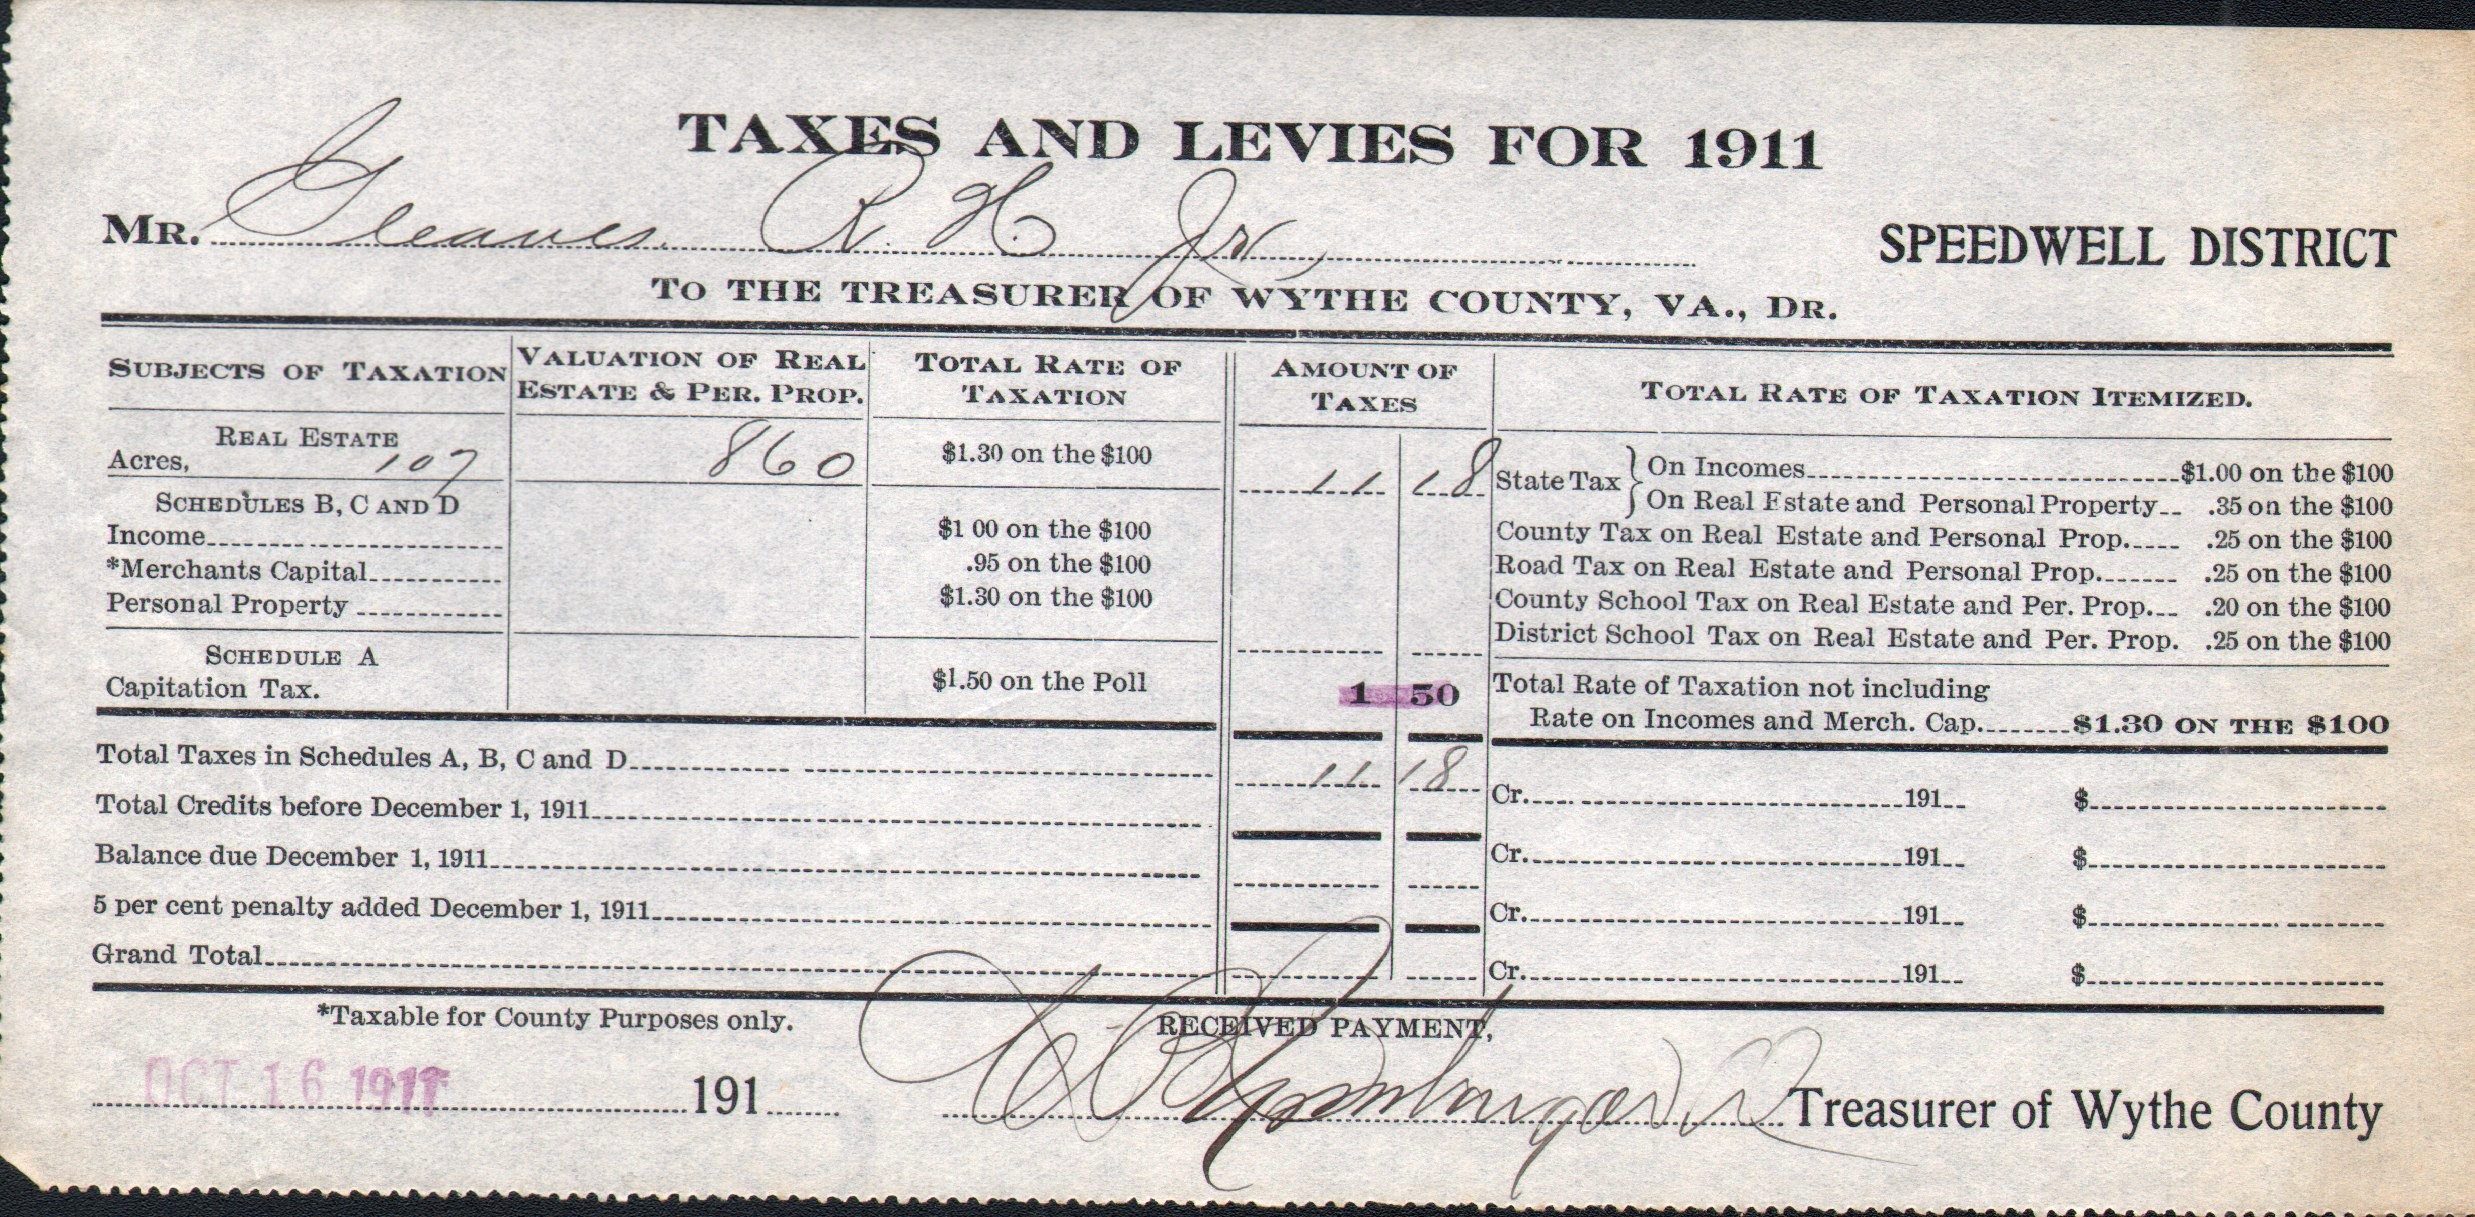 TAXES AND LEVIES FOR 1911
MR. Gleaves R. H. Jr,
SPEEDWELL DISTRICT
TO THE TREASURER OF WYTHE COUNTY, VA., DR.
SUBJECTS OF TAXATION
VALUATION OF REAL ESTATE & PER. PROP.
TOTAL RATE OF TAXATION
AMOUNT OF TAXES
TOTAL RATE OF TAXATION ITEMIZED.
REAL ESTATE
Acres, 107 860 $1.30 on the $100 11 18
SCHEDULES B, C AND D
Income $1 00 on the $100
*Merchants Capital .95 on the $100
Personal Property $1.30 on the $100
SCHEDULE A
Capitation Tax. $1.50 on the Poll 1 50
State Tax } On Incomes $1.00 on the $100
On Real Estate and Personal Property .35 on the $100
County Tax on Real Estate and Personal Prop. .25 on the $100
Road Tax on Real Estate and Personal Prop. .25 on the $100
County School Tax on Real Estate and Per. Prop. .20 on the $100
District School Tax on Real Estate and Per. Prop. .25 on the $100
Total Rate of Taxation not including
Rate on Incomes and Merch. Cap. $1.30 ON THE $100
Total Taxes in Schedules A, B, C and D 11 18
Total Credits before December 1, 1911
Balance due December 1, 1911
5 per cent penalty added December 1, 1911
Grand Total
Cr. 191 $
Cr. 191 $
Cr. 191 $
Cr. 191 $
*Taxable for County Purposes only.
RECEIVED PAYMENT,
OCT 16 1911 191
Treasurer of Wythe County